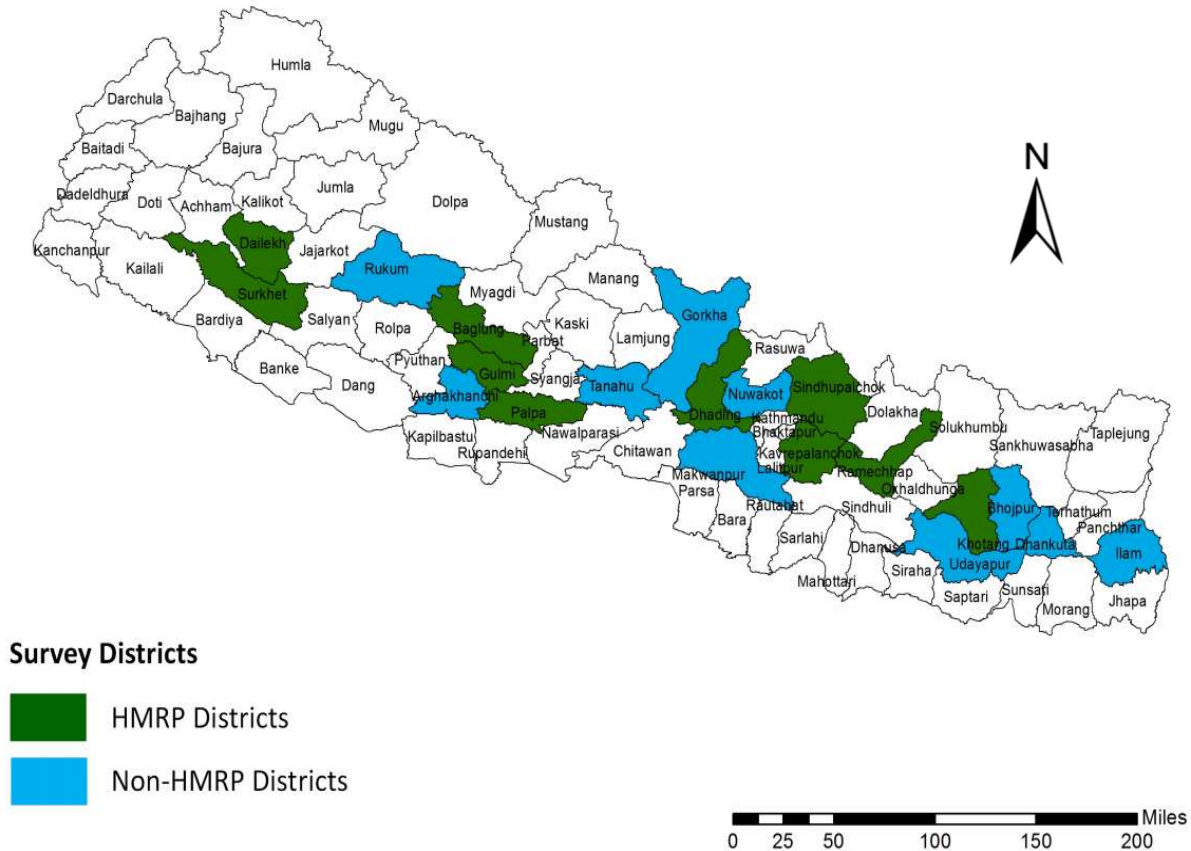 Humla
Darchula
Bajhang
Mugu
Baitadi
Bajura
Jumla
Dadeldhura
Doti
Achham
Kalikot
Dolpa
Mustang
Kanchanpur
Kailali
Dailekh
Jajarkot
Rukum
Manang
Surkhet
Myagdi
Gorkha
Bardiya
Salyan
Rolpa
Baglung
Kaski
Lamjung
Parbat
Rasuwa
Banke
Pyuthan
Gulmi
Syangja
Tanahu
Nuwakot
Sindhupalchok
Dang
Arghakhanchi
Dhading
Kathmandu
Dolakha
Taplejung
Palpa
Bhaktapur
Solukhumbu
Sankhuwasabha
Kapilbastu
Nawalparasi
Rupandehi
Chitawan
Kavrepalanchok
Lalitpur
Ramechhap
Makwanpur
Okhaldhunga
Parsa
Rautahat
Sindhuli
Bhojpur
Terhathum
Panchthar
Bara
Sarlahi
Dhanusa
Khotang
Dhankuta
Ilam
Mahottari
Siraha
Udayapur
Saptari
Sunsati
Morang
Jhapa
N
Survey Districts
HMRP Districts
Non-HMRP Districts
Miles
0 25 50 100 150 200